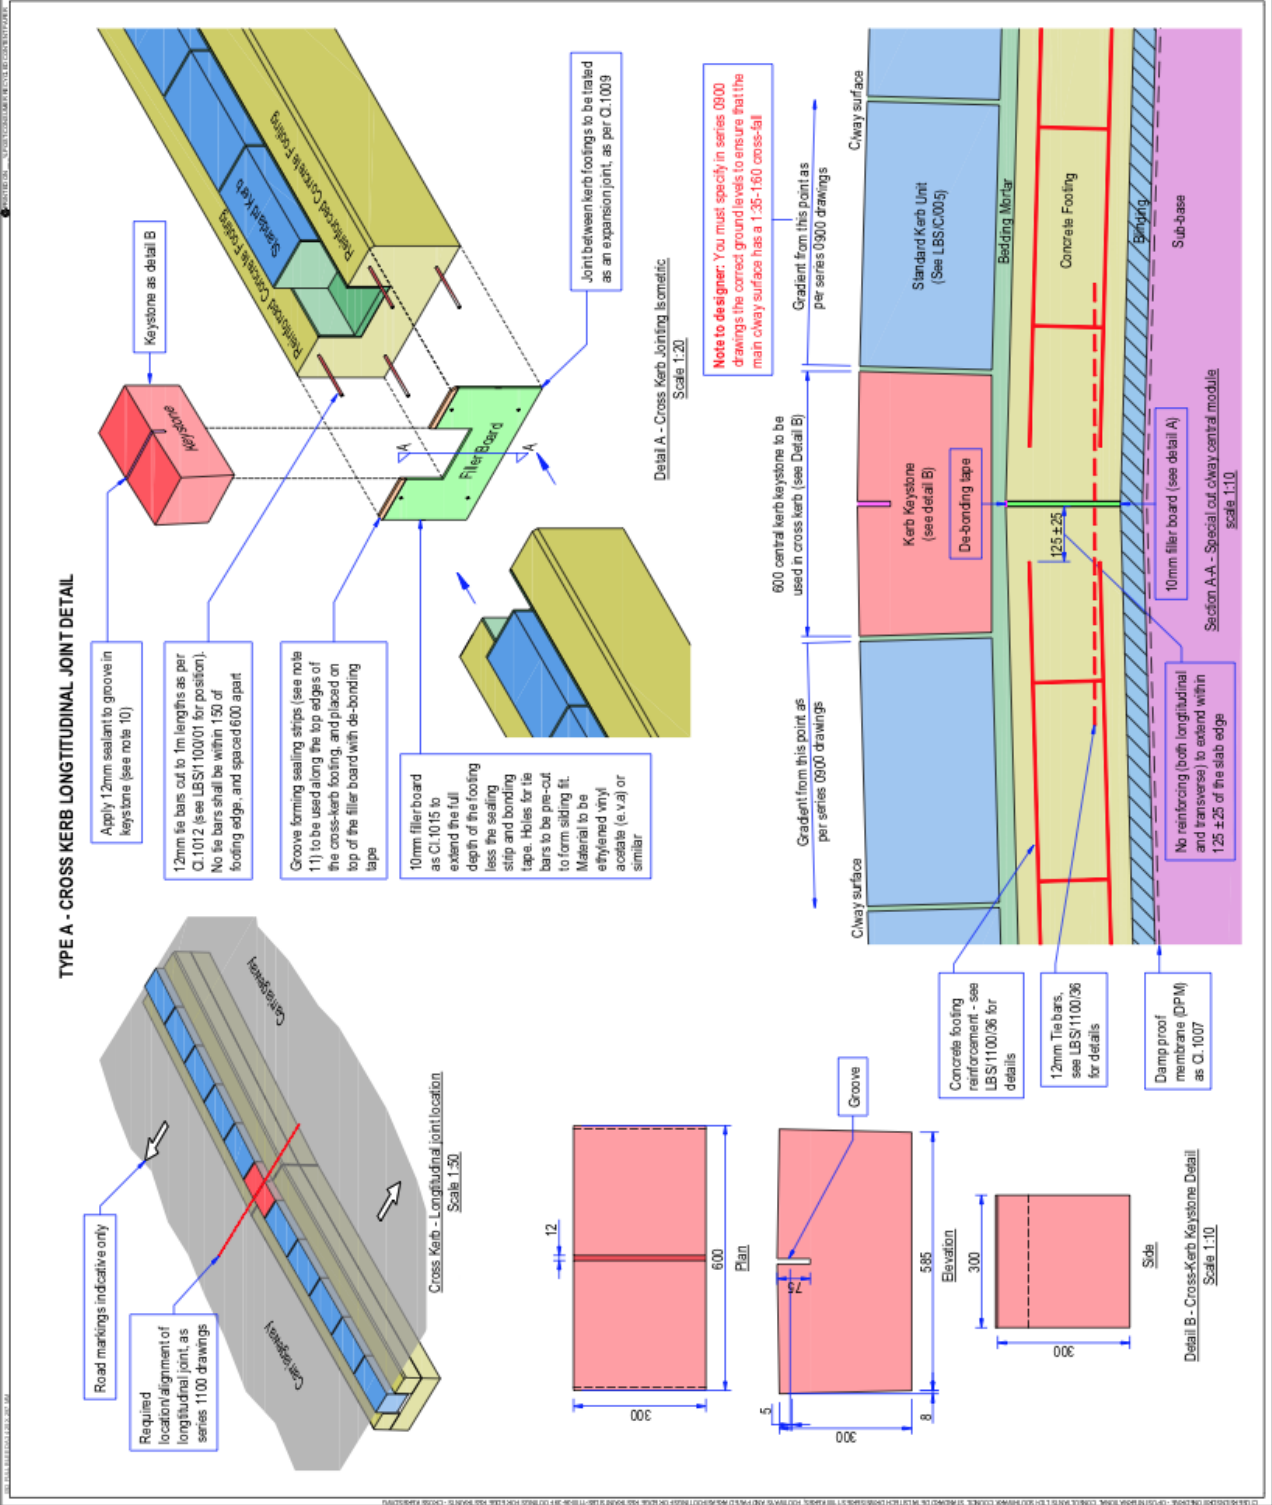 TYPE A - CROSS KERB LONGTITUDINAL JOINT DETAIL
Road markings indicative only
Required
location/alignment of
longtitudinal joint, as
series 1100 drawings
Carriageway
Carriageway
Cross Kerb - Longtitudinal joint location
Scale 1:50
Apply 12mm sealant to groove in
keystone (see note 10)
12mm tie bars cut to 1m lengths as per
Cl.1012 (see LBS/1100/01 for position).
No tie bars shall be within 150 of
footing edge, and spaced 600 apart
Groove forming sealing strips (see note
11) to be used along the top edges of
the cross-kerb footing, and placed on
top of the filler board with de-bonding
tape
10mm filler board
as Cl.1015 to
extend the full
depth of the footing
less the sealing
strip and bonding
tape. Holes for tie
bars to be pre-cut
to form silding fit.
Material to be
ethylened vinyl
acetate (e.v.a) or
similar
Keystone as detail B
Keystone
Reinforced Concrete Footing
Standard Kerb
Reinforced Concrete Footing
Filler Board
A
A
Joint between kerb footings to be trated
as an expansion joint, as per Cl.1009
Detail A - Cross Kerb Jointing Isometric
Scale 1:20
Note to designer: You must specify in series 0900
drawings the correct ground levels to ensure that the
main c/way surface has a 1:35-1:60 cross-fall
12
300
600
Plan
Groove
75
5
300
8
585
Elevation
300
300
Side
Detail B - Cross-Kerb Keystone Detail
Scale 1:10
C/way surface
Gradient from this point as
per series 0900 drawings
600 central kerb keystone to be
used in cross kerb (see Detail B)
Gradient from this point as
per series 0900 drawings
C/way surface
Kerb Keystone
(see detail B)
De-bonding tape
Standard Kerb Unit
(See LBS/C/005)
Bedding Mortar
Concrete Footing
125 ±25
Binding
Sub-base
Concrete footing
reinforcement - see
LBS/1100/36 for
details
12mm Tie bars,
see LBS/1100/36
for details
Damp proof
membrane (DPM)
as Cl.1007
No reinforcing (both longtitudinal
and transverse) to extend within
125 ±25 of the slab edge
10mm filler board (see detail A)
Section A-A - Special cut c/way central module
scale 1:10